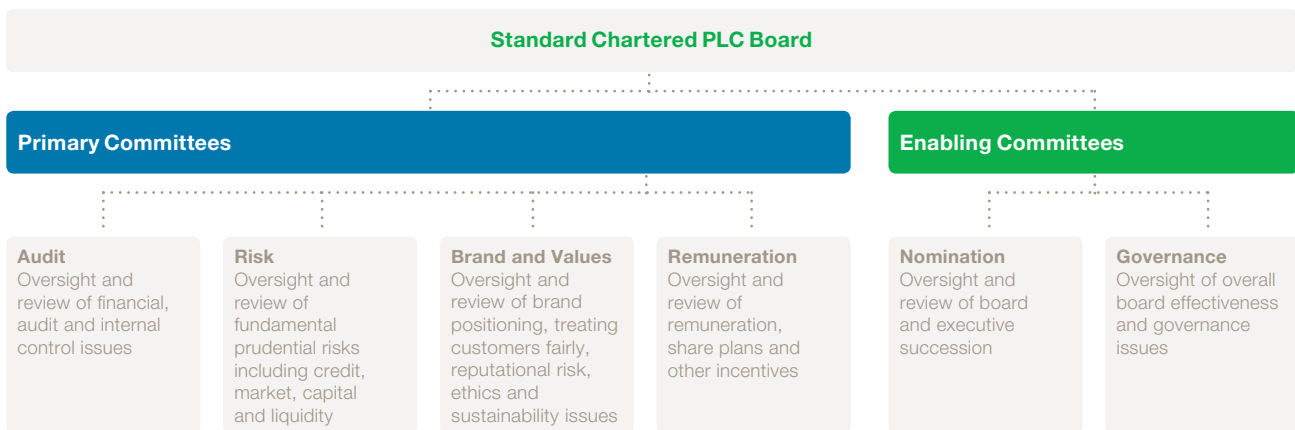 Standard Chartered PLC Board
Primary Committees
Enabling Committees
Audit
Oversight and
review of financial,
audit and internal
control issues
Risk
Oversight and
review of
fundamental
prudential risks
including credit,
market, capital
and liquidity
Brand and Values
Oversight and
review of brand
positioning, treating
customers fairly,
reputational risk,
ethics and
sustainability issues
Remuneration
Oversight and
review of
remuneration,
share plans and
other incentives
Nomination
Oversight and
review of board
and executive
succession
Governance
Oversight of overall
board effectiveness
and governance
issues